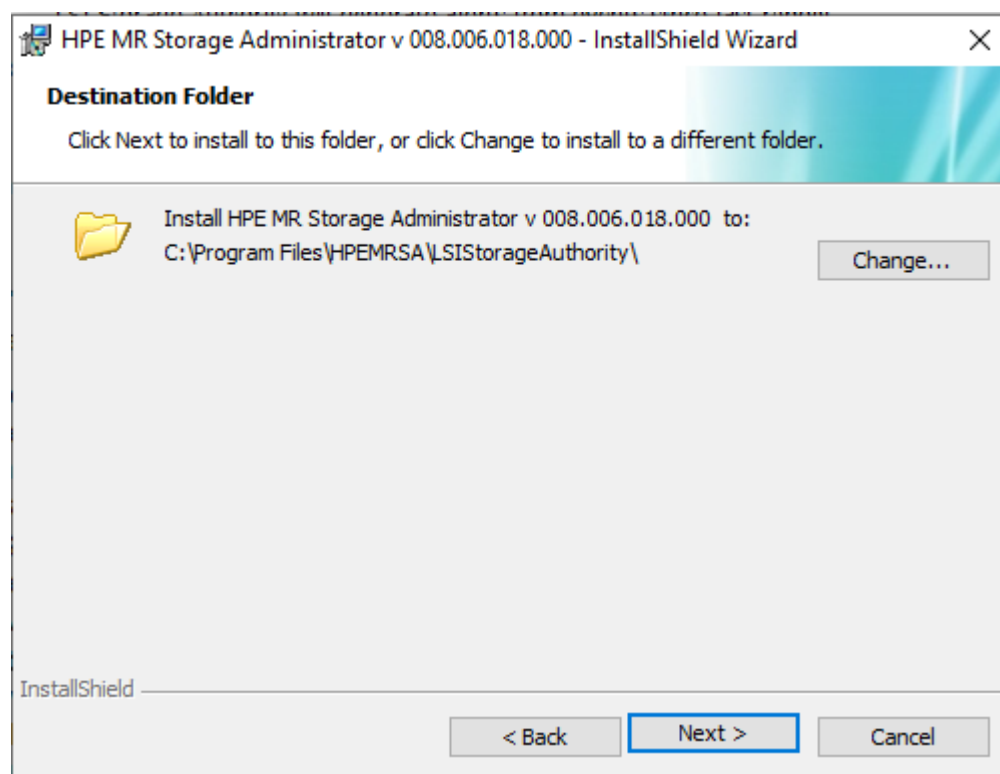 HPE MR Storage Administrator v 008.006.018.000 - InstallShield Wizard
Destination Folder
Click Next to install to this folder, or click Change to install to a different folder.
Install HPE MR Storage Administrator v 008.006.018.000 to:
C:\Program Files\HPEMRSA\LSIStorageAuthority\
Change...
InstallShield
< Back
Next >
Cancel